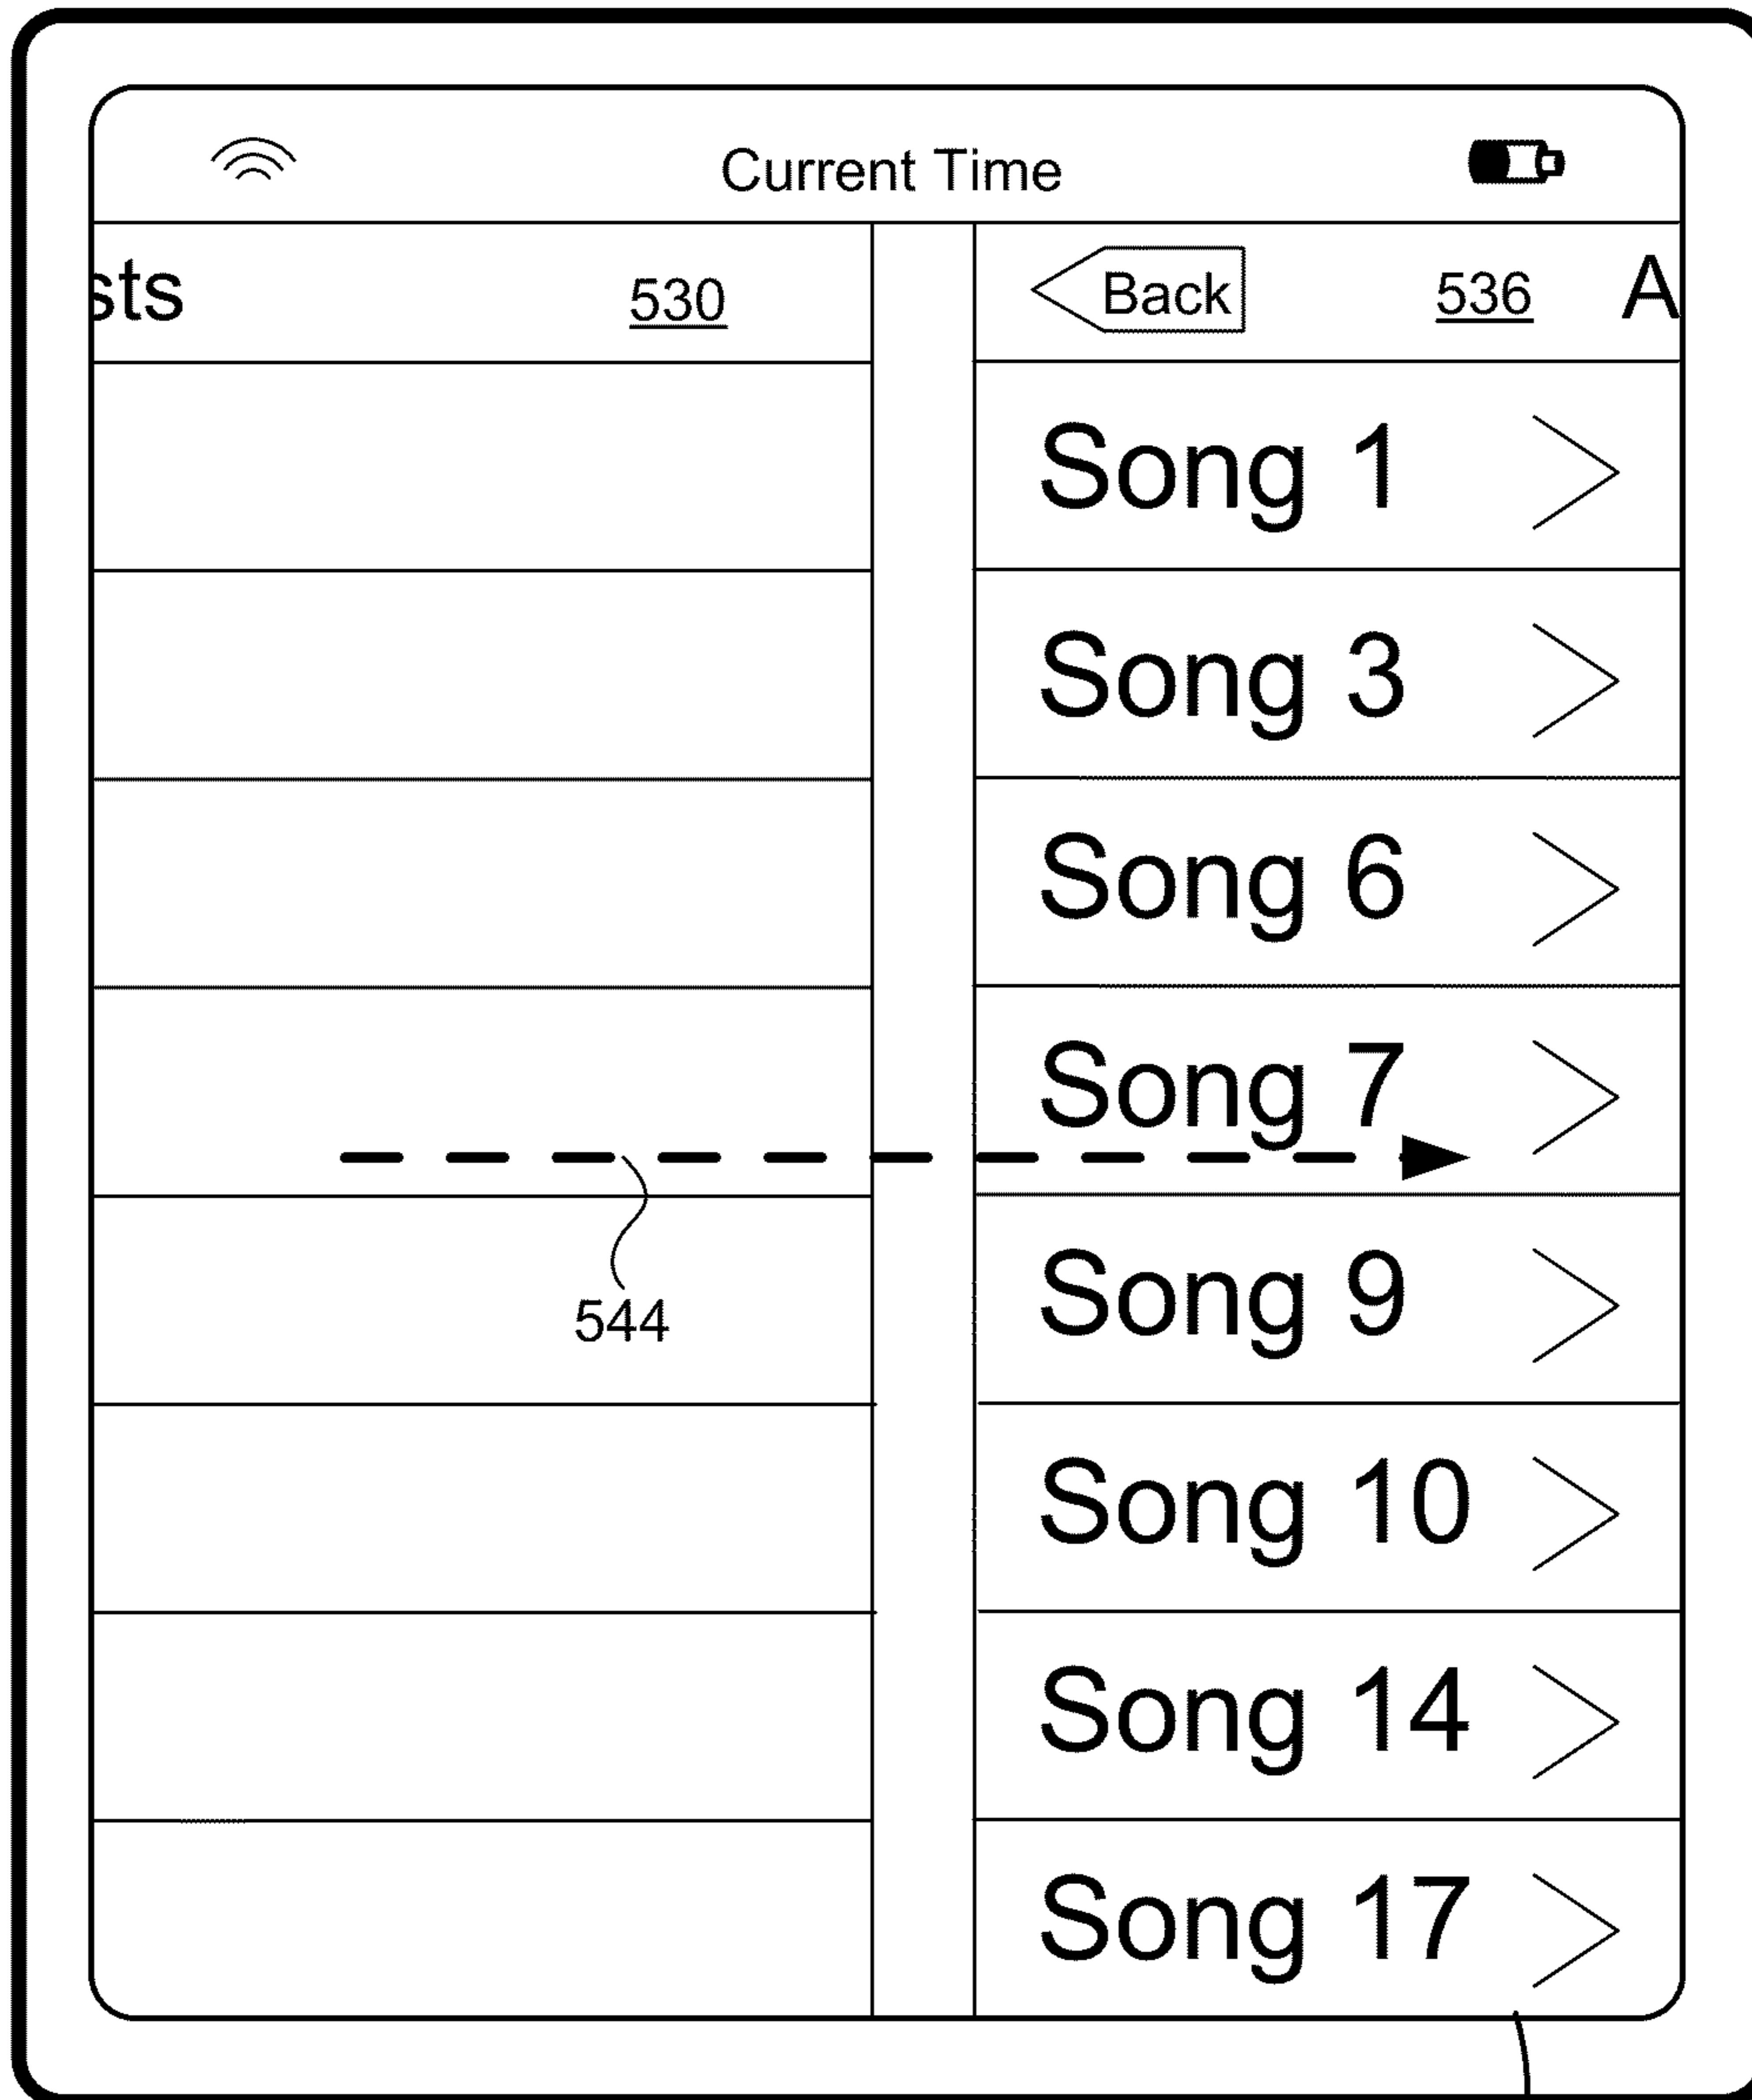 Current Time
sts 530 Back 536 A
Song 1
Song 3
Song 6
Song 7
Song 9
544
Song 10
Song 14
Song 17